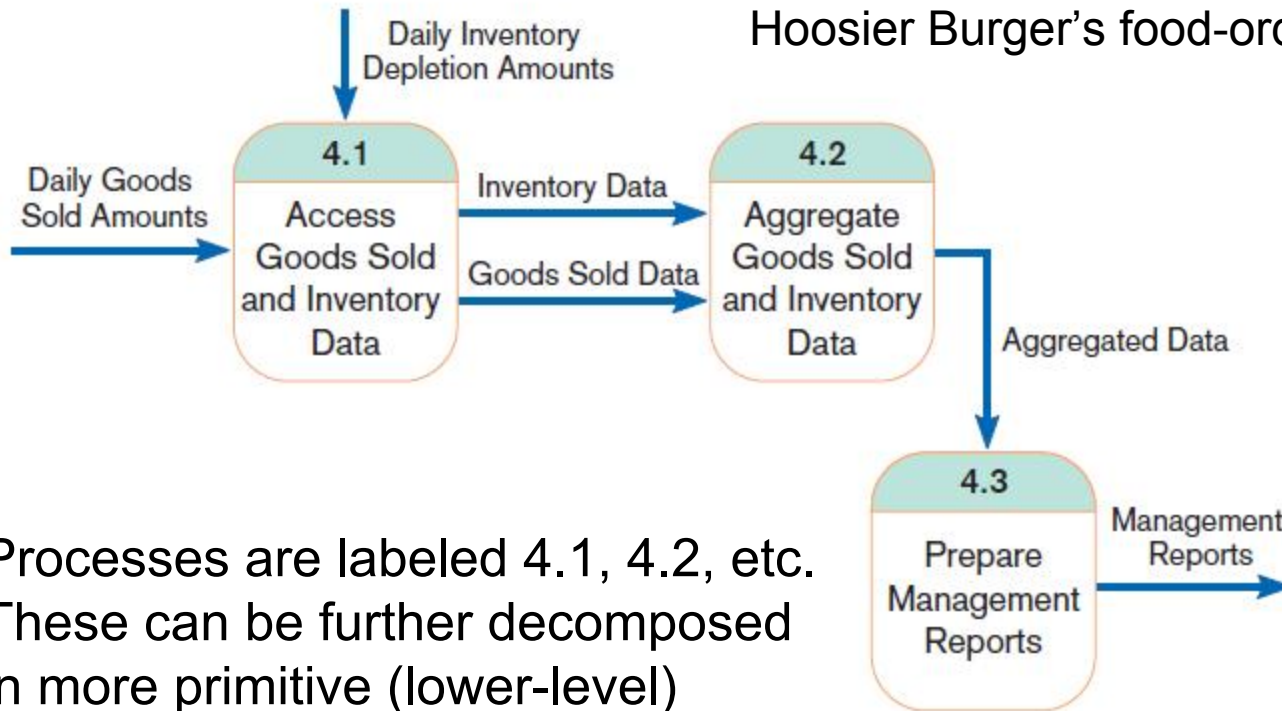 Hoosier Burger's
Daily Inventory
Depletion Amounts
Daily Goods
Sold Amounts
4.1
Access
Goods Sold
and Inventory
Data
Inventory Data
Goods Sold Data
4.2
Aggregate
Goods Sold
and Inventory
Data
Aggregated Data
4.3
Prepare
Management
Reports
Management
Reports
Processes are labeled 4.1, 4.2, etc.
These can be further decomposed
in more primitive (lower-level)